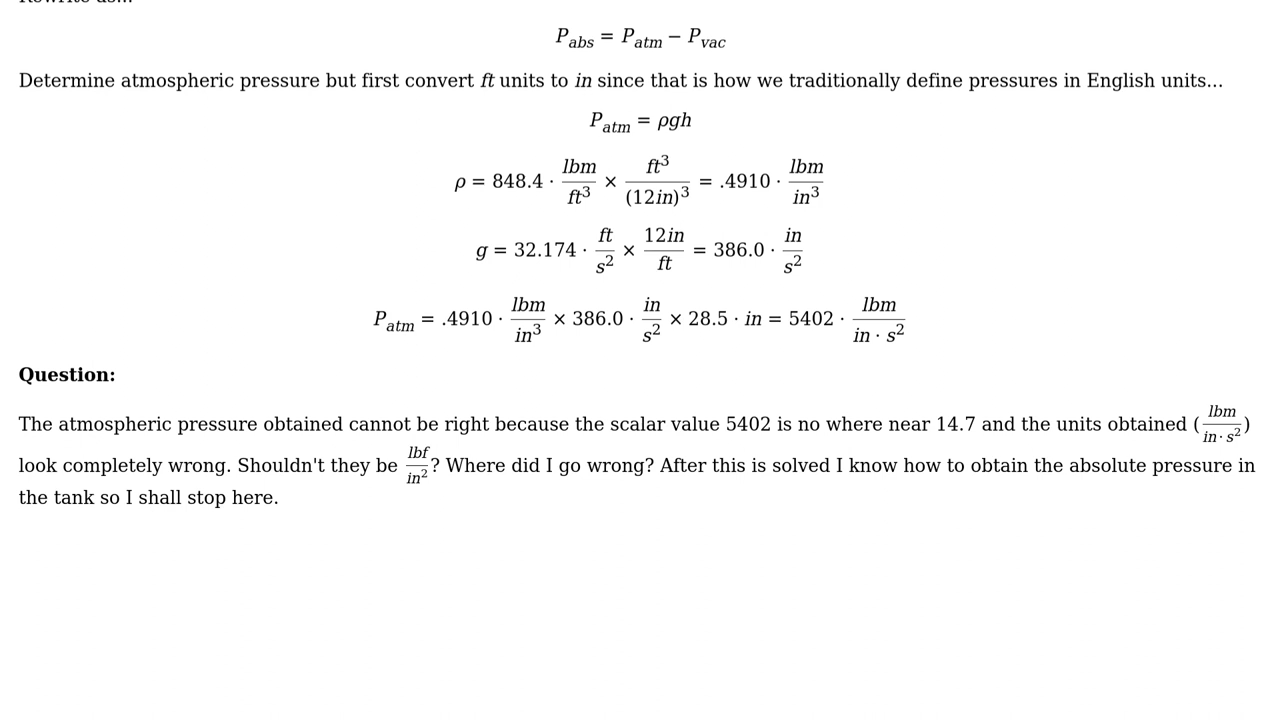 P_abs = P_atm − P_vac
Determine atmospheric pressure but first convert ft units to in since that is how we traditionally define pressures in English units...
P_atm = ρgh
ρ = 848.4 · lbm/ft³ × ft³/(12in)³ = .4910 · lbm/in³
g = 32.174 · ft/s² × 12in/ft = 386.0 · in/s²
P_atm = .4910 · lbm/in³ × 386.0 · in/s² × 28.5 · in = 5402 · lbm/(in · s²)
Question:
The atmospheric pressure obtained cannot be right because the scalar value 5402 is no where near 14.7 and the units obtained (lbm/(in·s²))
look completely wrong. Shouldn't they be lbf/in²? Where did I go wrong? After this is solved I know how to obtain the absolute pressure in
the tank so I shall stop here.